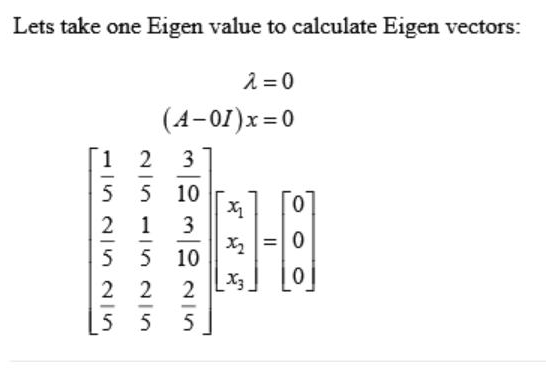 Lets take one Eigen value to calculate Eigen vectors:
λ = 0
(A − 0I)x = 0
[1/5 2/5 3/10; 2/5 1/5 3/10; 2/5 2/5 2/5] [x₁; x₂; x₃] = [0; 0; 0]